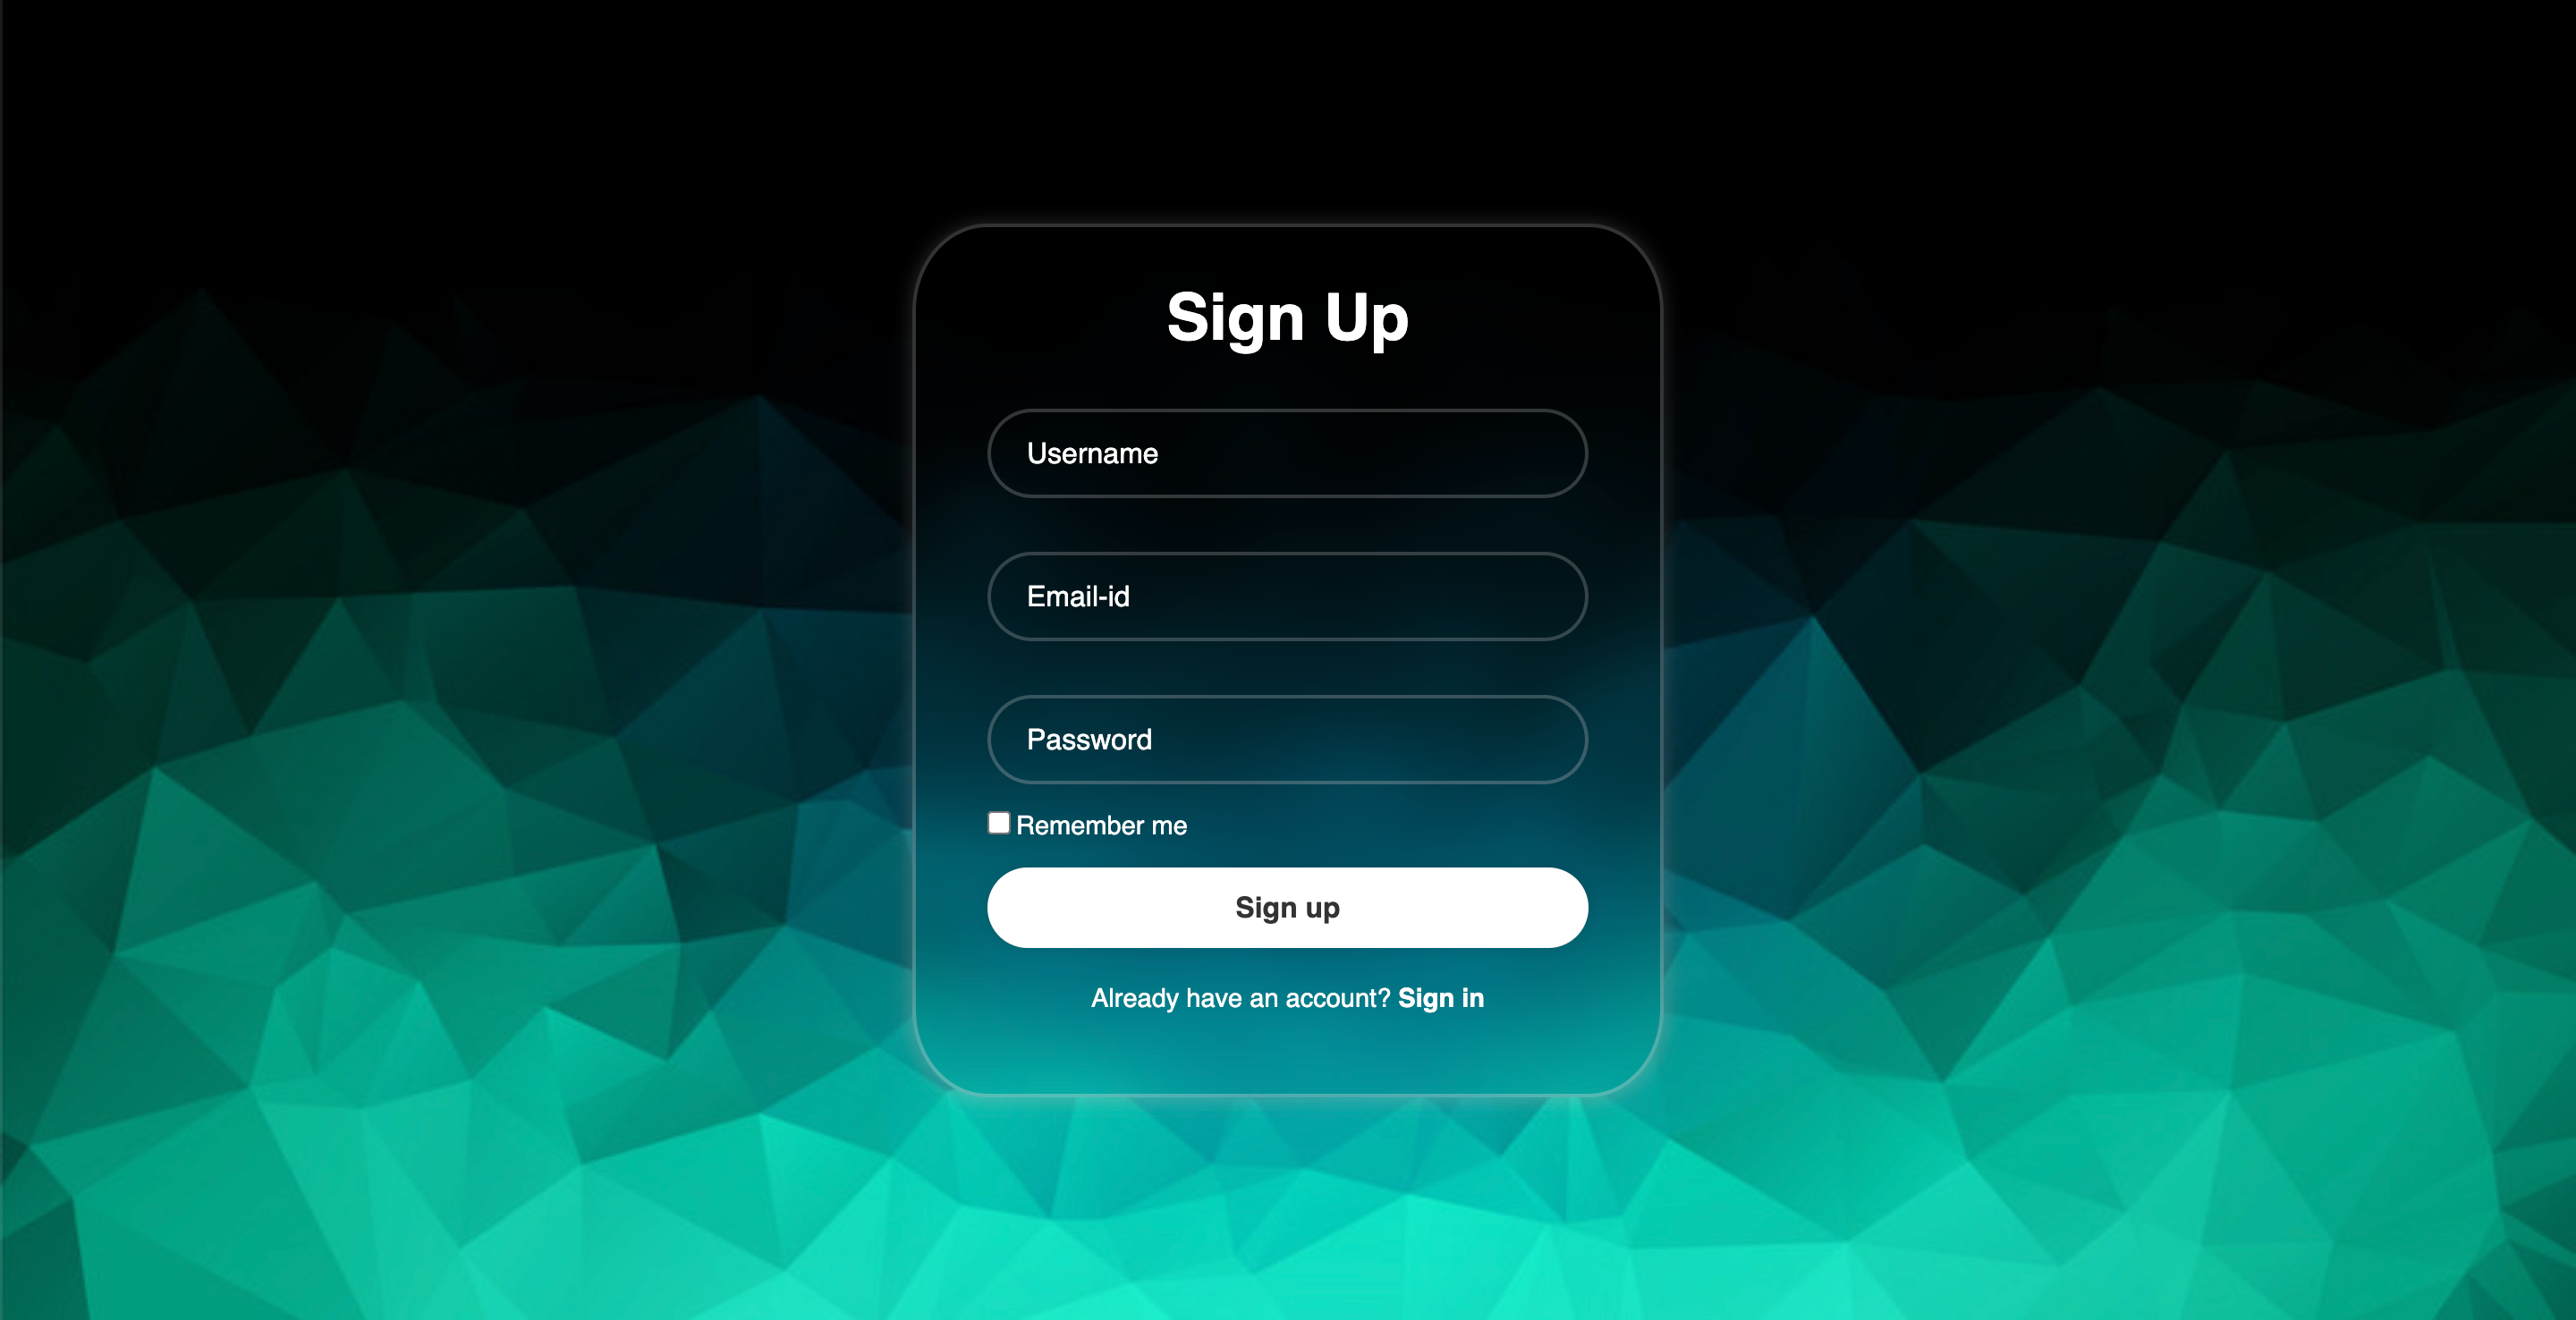 Sign Up
Username
Email-id
Password
Remember me
Sign up
Already have an account? Sign in